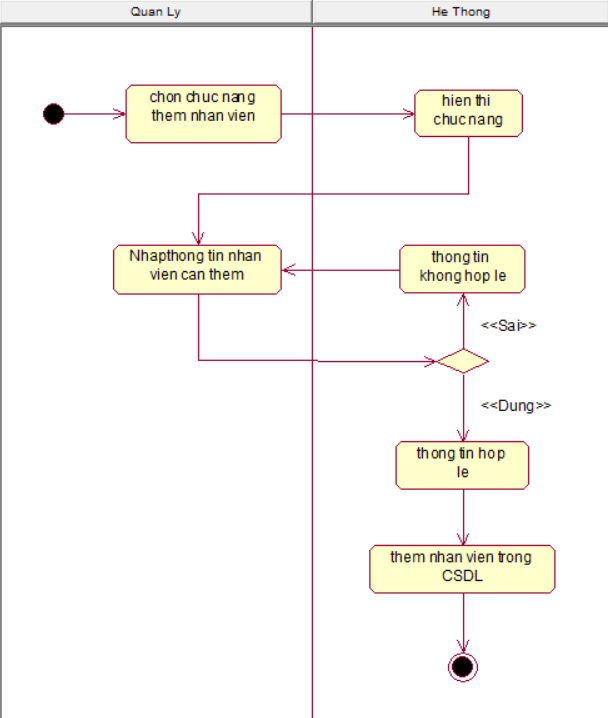 Quan Ly
He Thong
chon chuc nang
them nhan vien
hien thi
chuc nang
Nhapthong tin nhan
vien can them
thong tin
khong hop le
<<Sai>>
<<Dung>>
thong tin hop
le
them nhan vien trong
CSDL